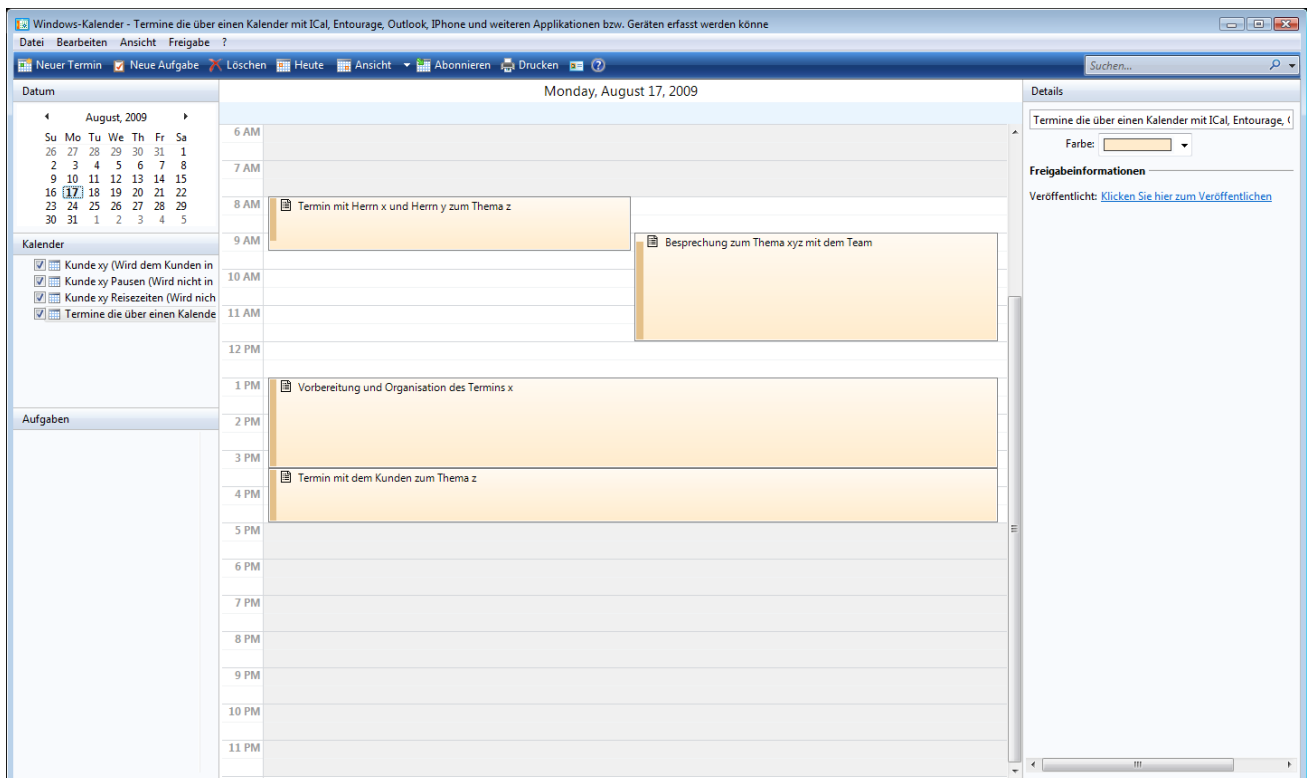 Windows-Kalender - Termine die über einen Kalender mit ICal, Entourage, Outlook, IPhone und weiteren Applikationen bzw. Geräten erfasst werden könne
Datei Bearbeiten Ansicht Freigabe ?
Neuer Termin Neue Aufgabe Löschen Heute Ansicht Abonnieren Drucken Suchen...
Datum
August, 2009
Su Mo Tu We Th Fr Sa
26 27 28 29 30 31 1
2 3 4 5 6 7 8
9 10 11 12 13 14 15
16 17 18 19 20 21 22
23 24 25 26 27 28 29
30 31 1 2 3 4 5
Kalender
Kunde xy (Wird dem Kunden in
Kunde xy Pausen (Wird nicht in
Kunde xy Reisezeiten (Wird nich
Termine die über einen Kalende
Aufgaben
Monday, August 17, 2009
6 AM
7 AM
8 AM Termin mit Herrn x und Herrn y zum Thema z
9 AM Besprechung zum Thema xyz mit dem Team
10 AM
11 AM
12 PM
1 PM Vorbereitung und Organisation des Termins x
2 PM
3 PM
Termin mit dem Kunden zum Thema z
4 PM
5 PM
6 PM
7 PM
8 PM
9 PM
10 PM
11 PM
Details
Termine die über einen Kalender mit ICal, Entourage, (
Farbe:
Freigabeinformationen
Veröffentlicht: Klicken Sie hier zum Veröffentlichen